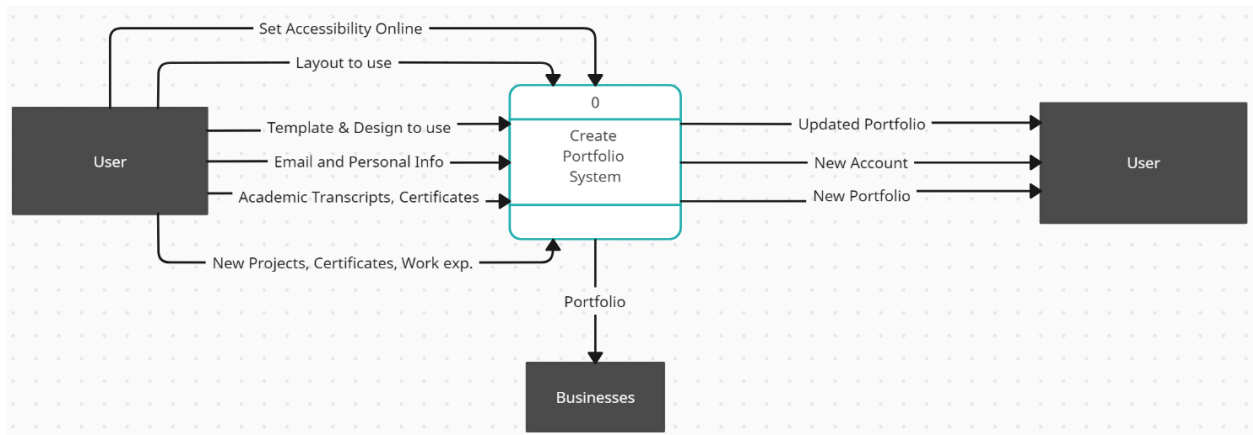 Set Accessibility Online
Layout to use
0
Template & Design to use
Updated Portfolio
Create
Portfolio
System
User
Email and Personal Info
New Account
User
Academic Transcripts, Certificates
New Portfolio
New Projects, Certificates, Work exp.
Portfolio
Businesses